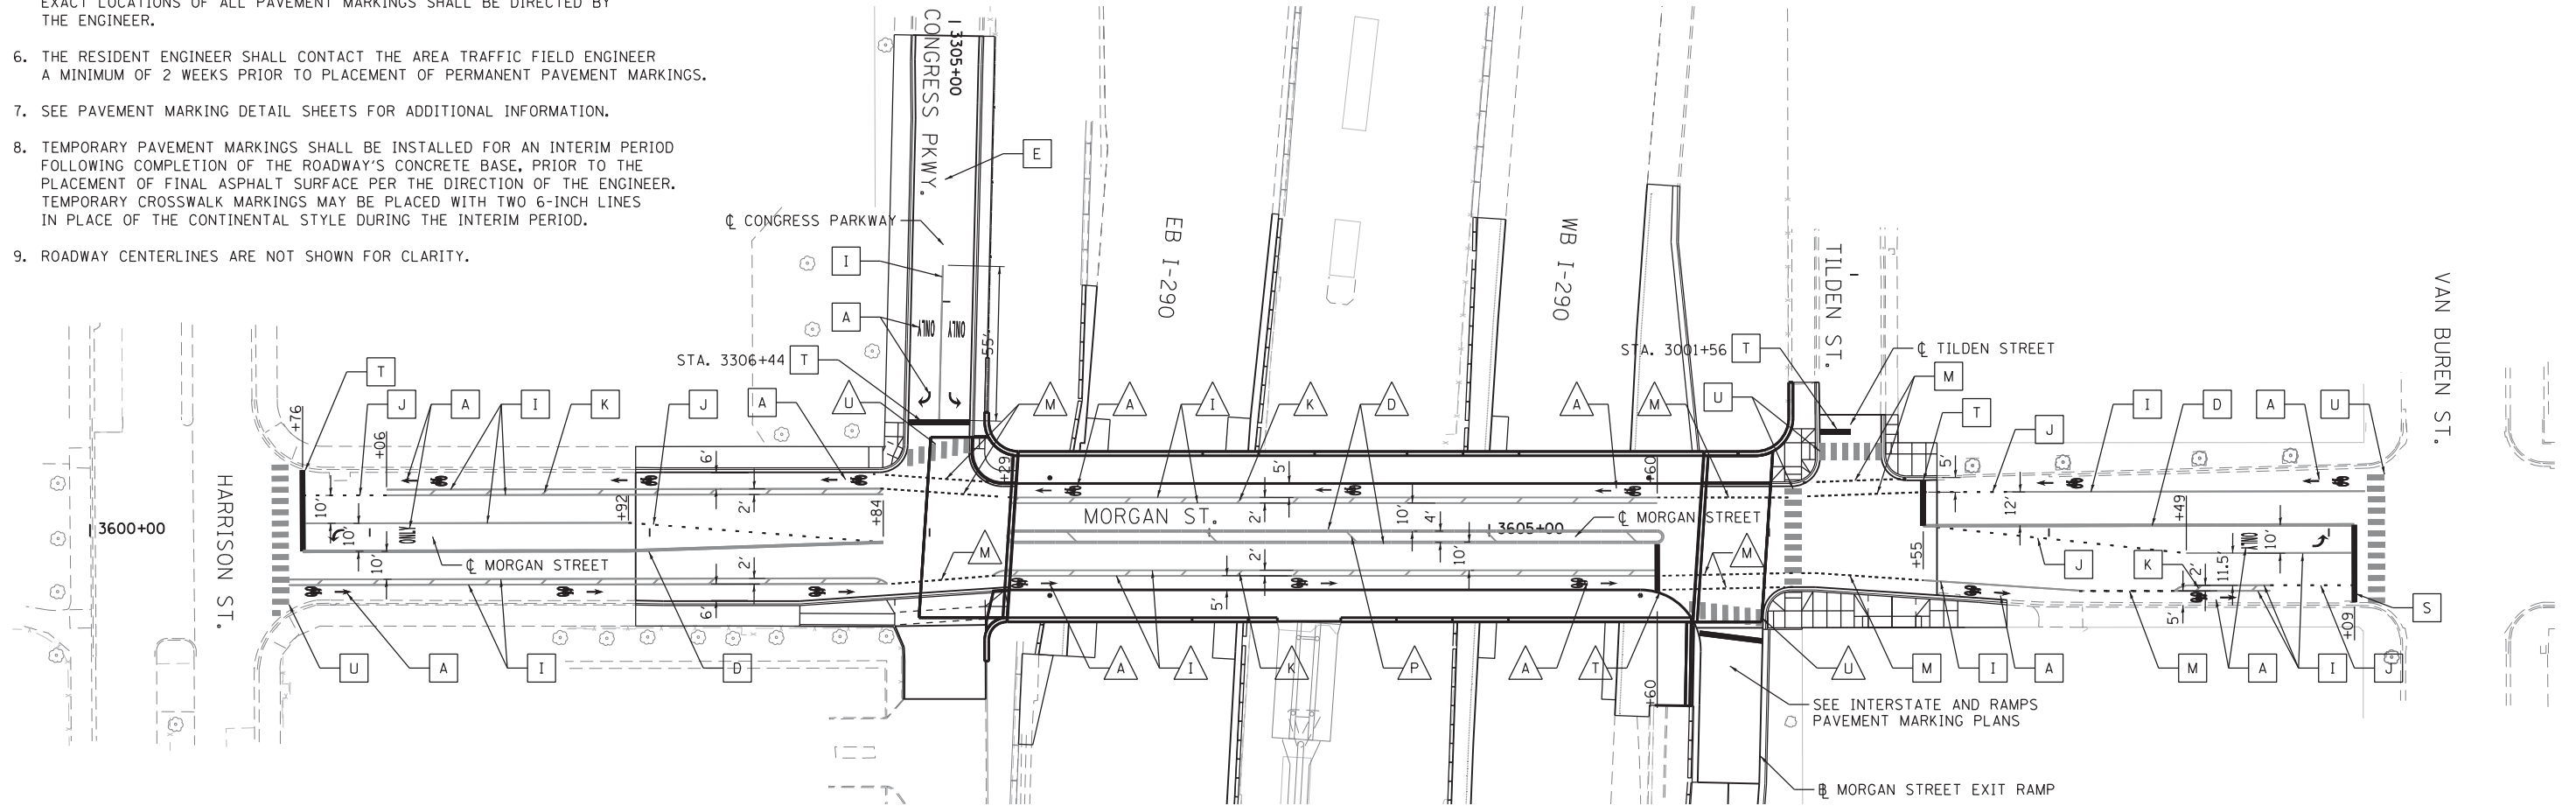 EXACT LOCATIONS OF ALL PAVEMENT MARKINGS SHALL BE DIRECTED BY
THE ENGINEER.
6. THE RESIDENT ENGINEER SHALL CONTACT THE AREA TRAFFIC FIELD ENGINEER
A MINIMUM OF 2 WEEKS PRIOR TO PLACEMENT OF PERMANENT PAVEMENT MARKINGS.
7. SEE PAVEMENT MARKING DETAIL SHEETS FOR ADDITIONAL INFORMATION.
8. TEMPORARY PAVEMENT MARKINGS SHALL BE INSTALLED FOR AN INTERIM PERIOD
FOLLOWING COMPLETION OF THE ROADWAY'S CONCRETE BASE, PRIOR TO THE
PLACEMENT OF FINAL ASPHALT SURFACE PER THE DIRECTION OF THE ENGINEER.
TEMPORARY CROSSWALK MARKINGS MAY BE PLACED WITH TWO 6-INCH LINES
IN PLACE OF THE CONTINENTAL STYLE DURING THE INTERIM PERIOD.
9. ROADWAY CENTERLINES ARE NOT SHOWN FOR CLARITY.
CONGRESS PKWY.
3305+00
E
℄ CONGRESS PARKWAY
I
A
ONLY
ONLY
55'
STA. 3306+44 T
EB I-290
WB I-290
TILDEN ST.
VAN BUREN ST.
STA. 3001+56 T
℄ TILDEN STREET
M
T
J
A
I
K
J
A
U
M
A
I
K
D
A
M
U
T
J
I
D
A
U
+76
+06
+92
+84
+29
+60
+55
+49
+09
+60
6'
2'
10'
10'
10'
2'
6'
5'
2'
10'
4'
10'
2'
5'
5'
12'
10'
11.5'
2'
5'
HARRISON ST.
3600+00
ONLY
℄ MORGAN STREET
MORGAN ST.
3605+00
℄ MORGAN STREET
M
M
J
K
ONLY
S
U
A
I
D
A
I
K
P
A
T
U
M
I
A
M
A
I
J
SEE INTERSTATE AND RAMPS
PAVEMENT MARKING PLANS
MORGAN STREET EXIT RAMP